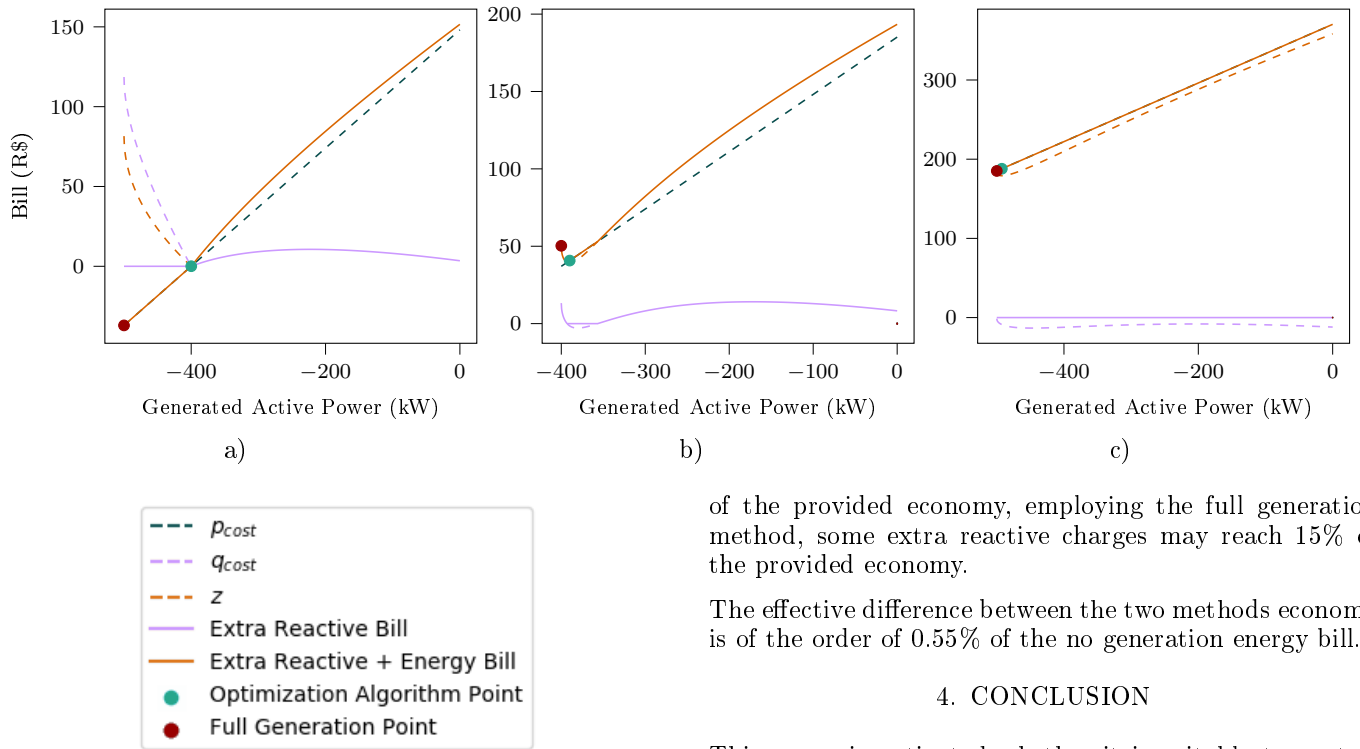 Bill (R$)
150
100
50
0
−400
−200
0
Generated Active Power (kW)
a)
200
150
100
50
0
−400
−300
−200
−100
0
Generated Active Power (kW)
b)
300
200
100
0
−400
−200
0
Generated Active Power (kW)
c)
p_cost
q_cost
z
Extra Reactive Bill
Extra Reactive + Energy Bill
Optimization Algorithm Point
Full Generation Point
of the provided economy, employing the full
method, some extra reactive charges may reach 15%
the provided economy.
The effective difference between the two methods
is of the order of 0.55% of the no generation energy bill.
4. CONCLUSION